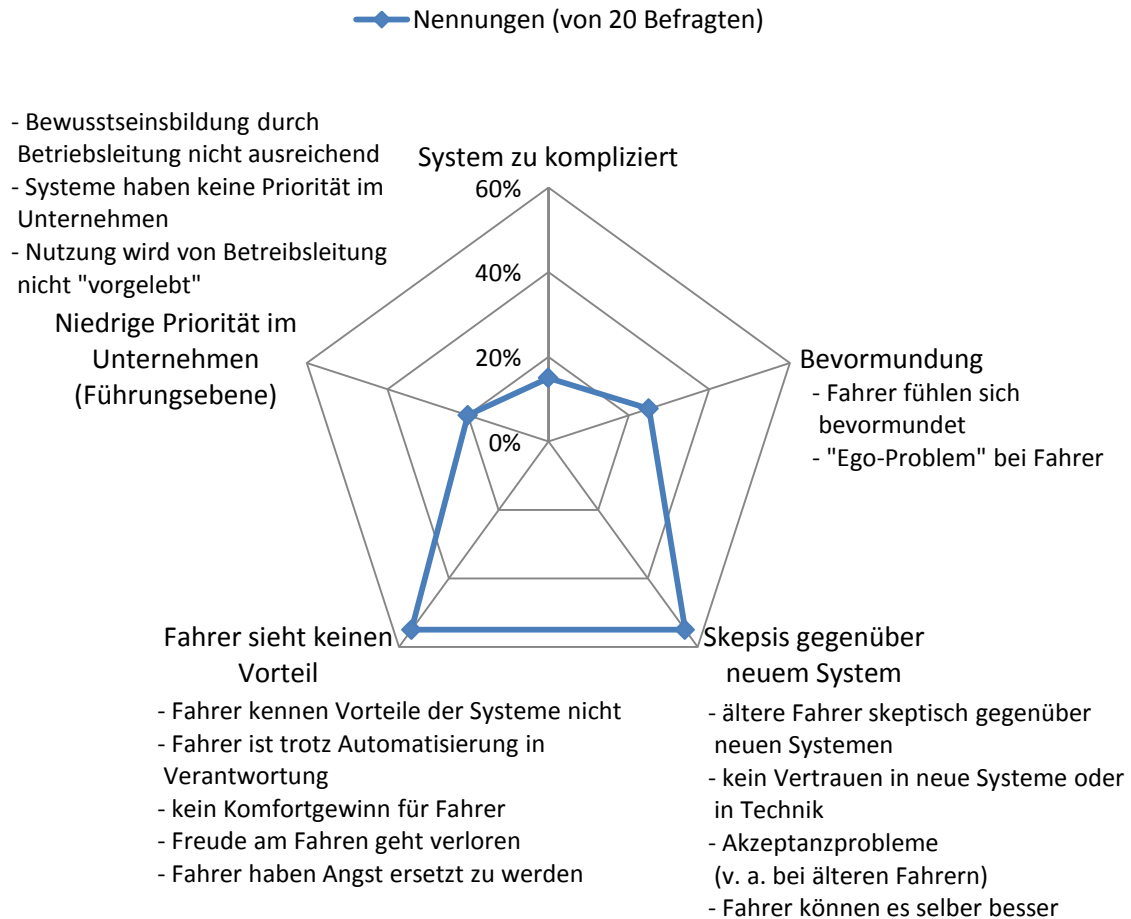 Nennungen (von 20 Befragten)
- Bewusstseinsbildung durch
Betriebsleitung nicht ausreichend
- Systeme haben keine Priorität im
Unternehmen
- Nutzung wird von Betreibsleitung
nicht "vorgelebt"
Niedrige Priorität im
Unternehmen
(Führungsebene)
System zu kompliziert
60%
40%
20%
0%
Bevormundung
- Fahrer fühlen sich
bevormundet
- "Ego-Problem" bei Fahrer
Fahrer sieht keinen
Vorteil
- Fahrer kennen Vorteile der Systeme nicht
- Fahrer ist trotz Automatisierung in
Verantwortung
- kein Komfortgewinn für Fahrer
- Freude am Fahren geht verloren
- Fahrer haben Angst ersetzt zu werden
Skepsis gegenüber
neuem System
- ältere Fahrer skeptisch gegenüber
neuen Systemen
- kein Vertrauen in neue Systeme oder
in Technik
- Akzeptanzprobleme
(v. a. bei älteren Fahrern)
- Fahrer können es selber besser